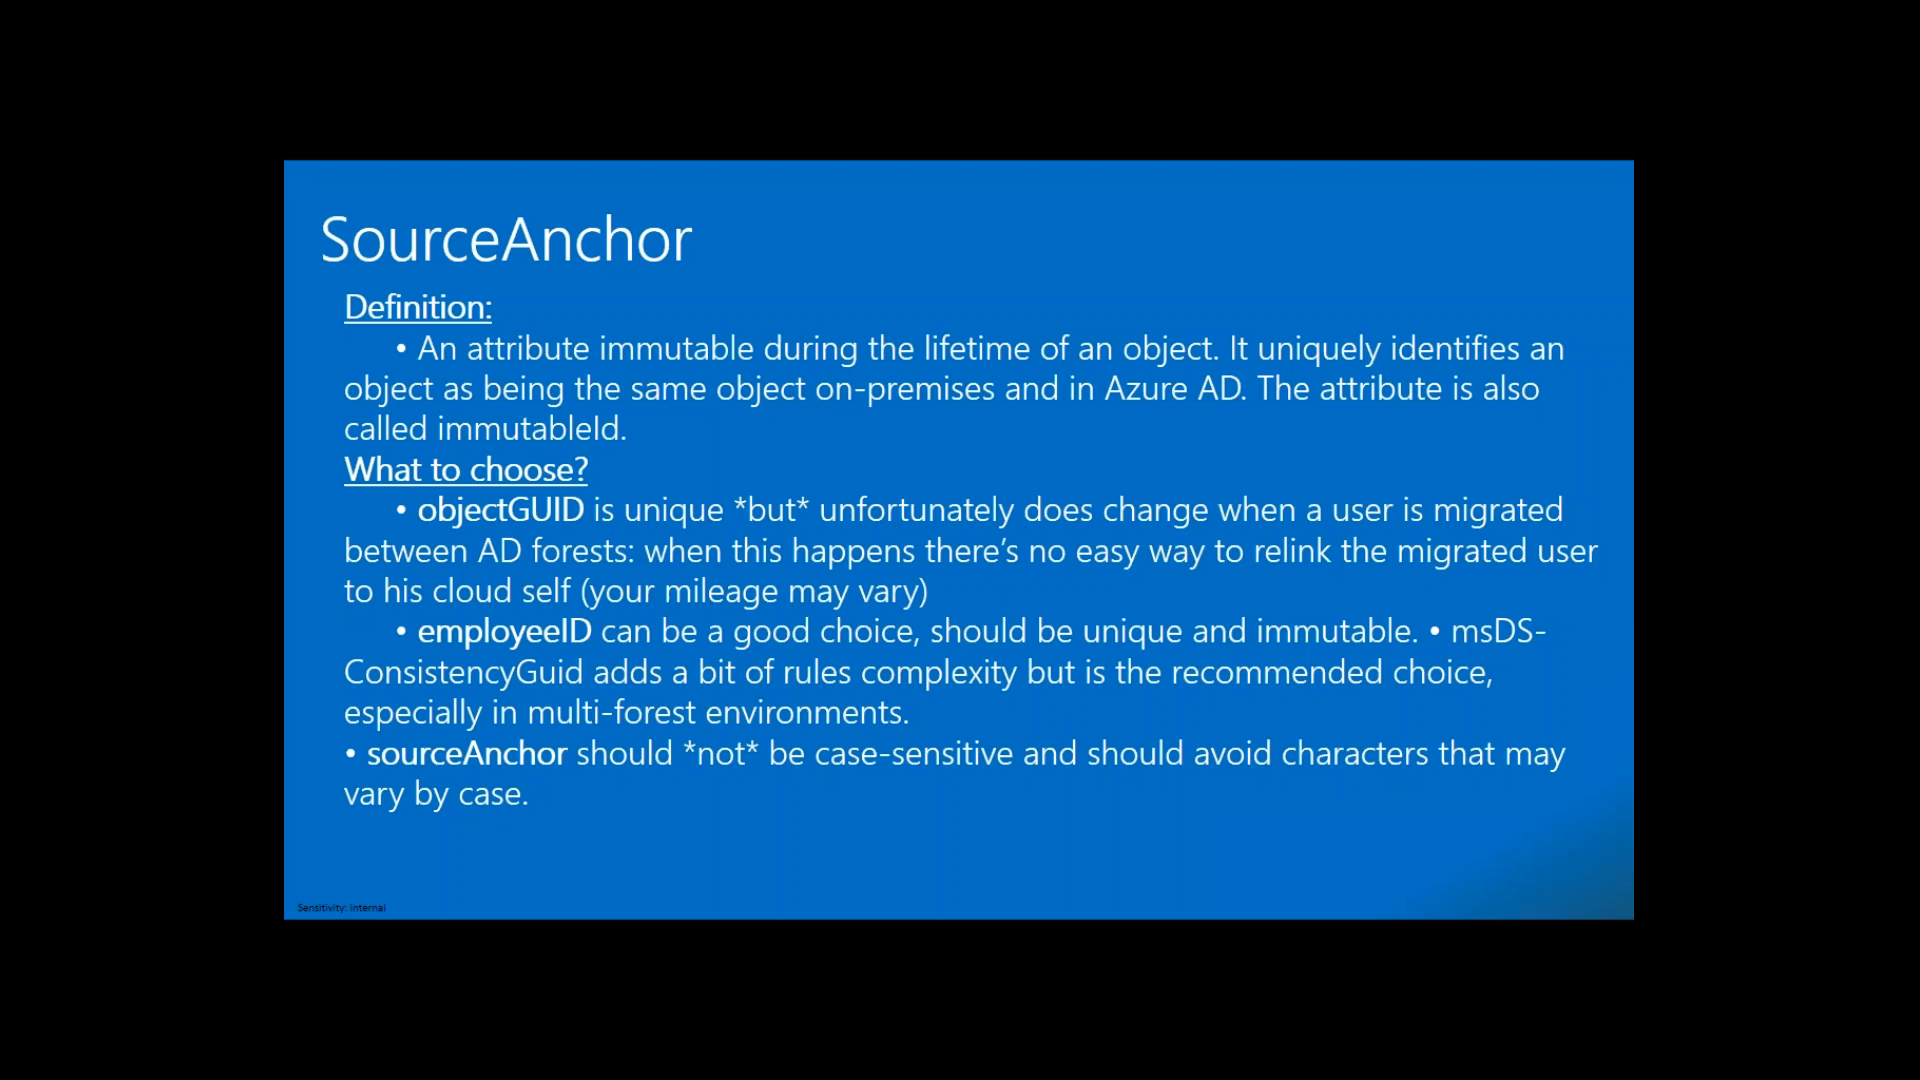 SourceAnchor
Definition:
• An attribute immutable during the lifetime of an object. It uniquely identifies an
object as being the same object on-premises and in Azure AD. The attribute is also
called immutableId.
What to choose?
• objectGUID is unique *but* unfortunately does change when a user is migrated
between AD forests: when this happens there’s no easy way to relink the migrated user
to his cloud self (your mileage may vary)
• employeeID can be a good choice, should be unique and immutable. • msDS-
ConsistencyGuid adds a bit of rules complexity but is the recommended choice,
especially in multi-forest environments.
• sourceAnchor should *not* be case-sensitive and should avoid characters that may
vary by case.
Sensitivity: Internal